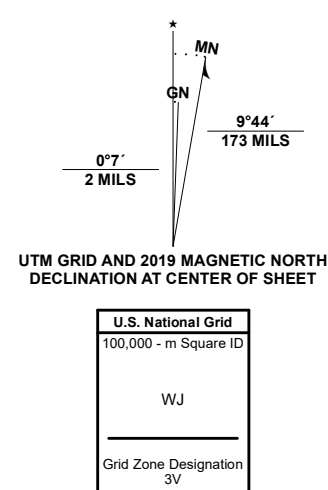 ★
MN
GN
9°44´
173 MILS
0°7´
2 MILS
UTM GRID AND 2019 MAGNETIC NORTH
DECLINATION AT CENTER OF SHEET
U.S. National Grid
100,000 - m Square ID
WJ
Grid Zone Designation
3V